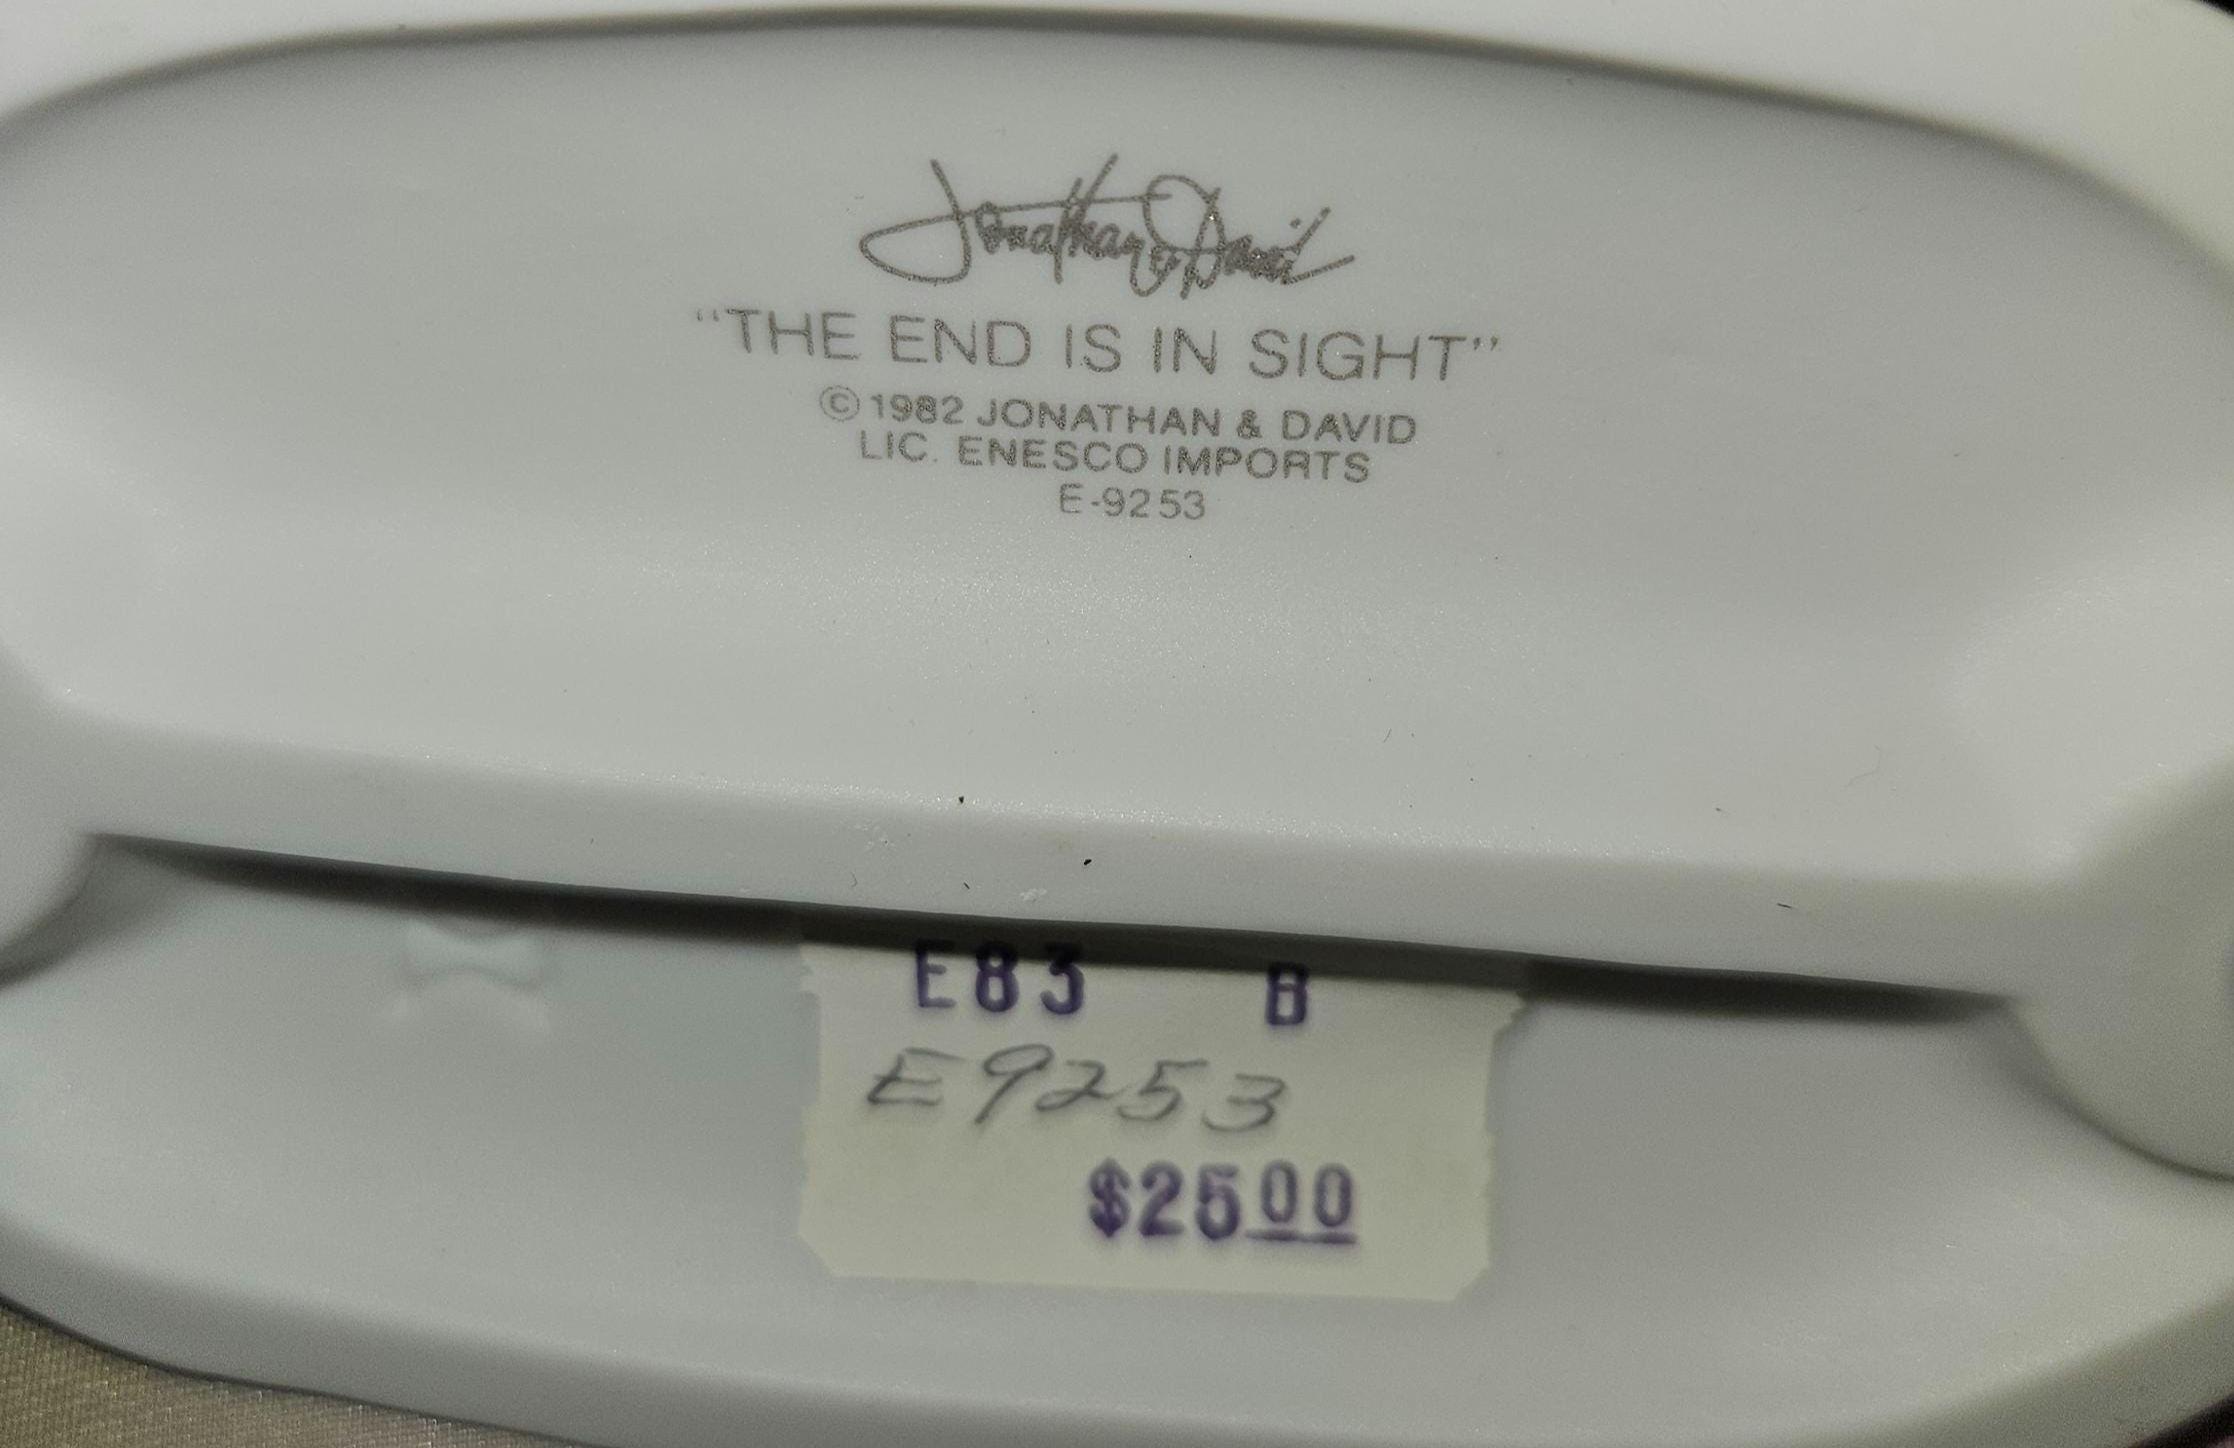 Jonathan & David
"THE END IS IN SIGHT"
© 1982 JONATHAN & DAVID
LIC. ENESCO IMPORTS
E-9253
E83 B
E9253
$2500